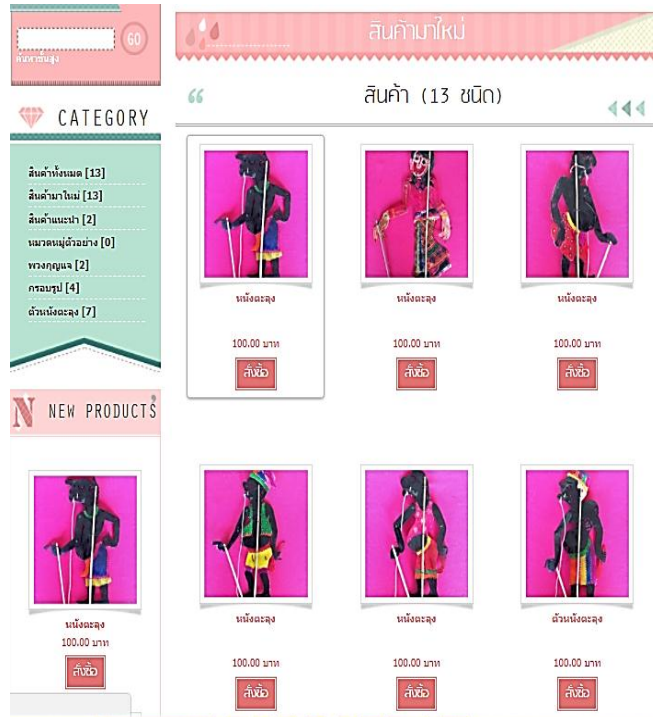 GO
ค้นหาขั้นสูง
CATEGORY
สินค้าทั้งหมด [13]
สินค้ามาใหม่ [13]
สินค้าแนะนำ [2]
หมวดหมู่ตัวอย่าง [0]
พวงกุญแจ [2]
กรอบรูป [4]
ตัวหนังตะลุง [7]
NEW PRODUCTS
หนังตะลุง
100.00 บาท
สั่งซื้อ
สินค้ามาใหม่
สินค้า (13 ชนิด)
หนังตะลุง
100.00 บาท
สั่งซื้อ
หนังตะลุง
100.00 บาท
สั่งซื้อ
หนังตะลุง
100.00 บาท
สั่งซื้อ
หนังตะลุง
100.00 บาท
สั่งซื้อ
หนังตะลุง
100.00 บาท
สั่งซื้อ
ตัวหนังตะลุง
100.00 บาท
สั่งซื้อ